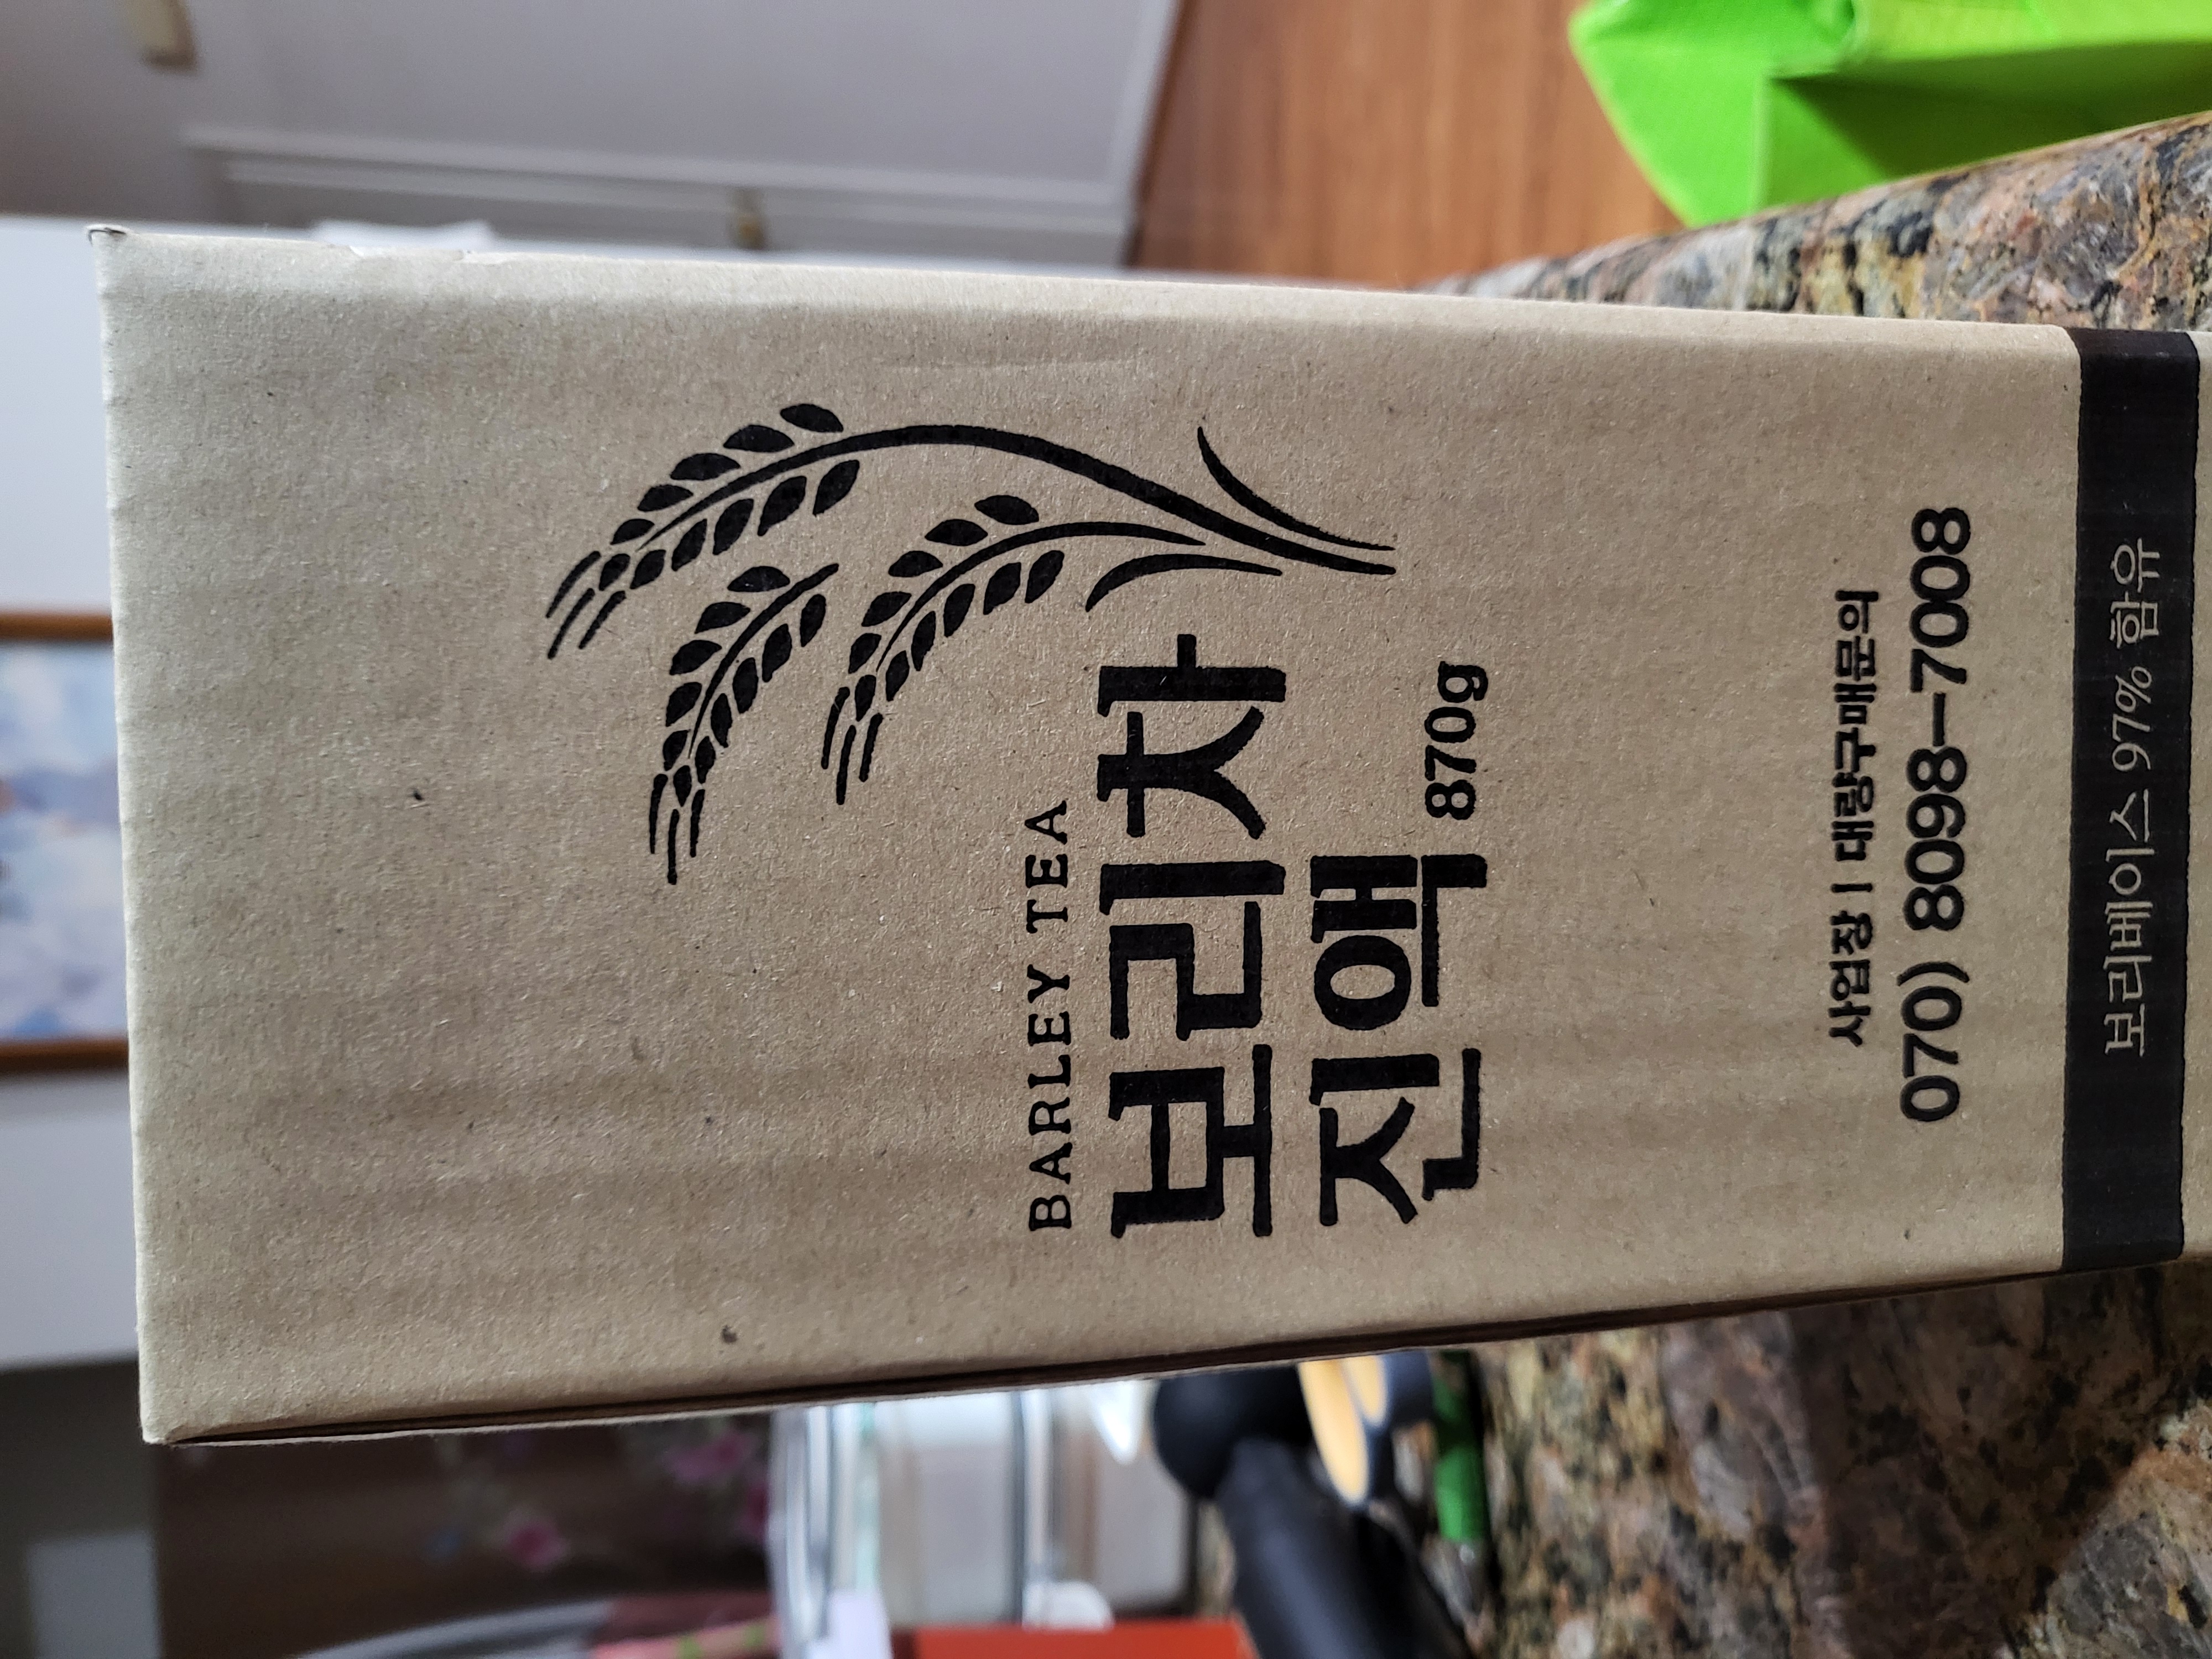 BARLEY TEA
보리차
진액 870g
사업장 | 대량구매문의
070) 8098-7008
보리베이스 97% 함유